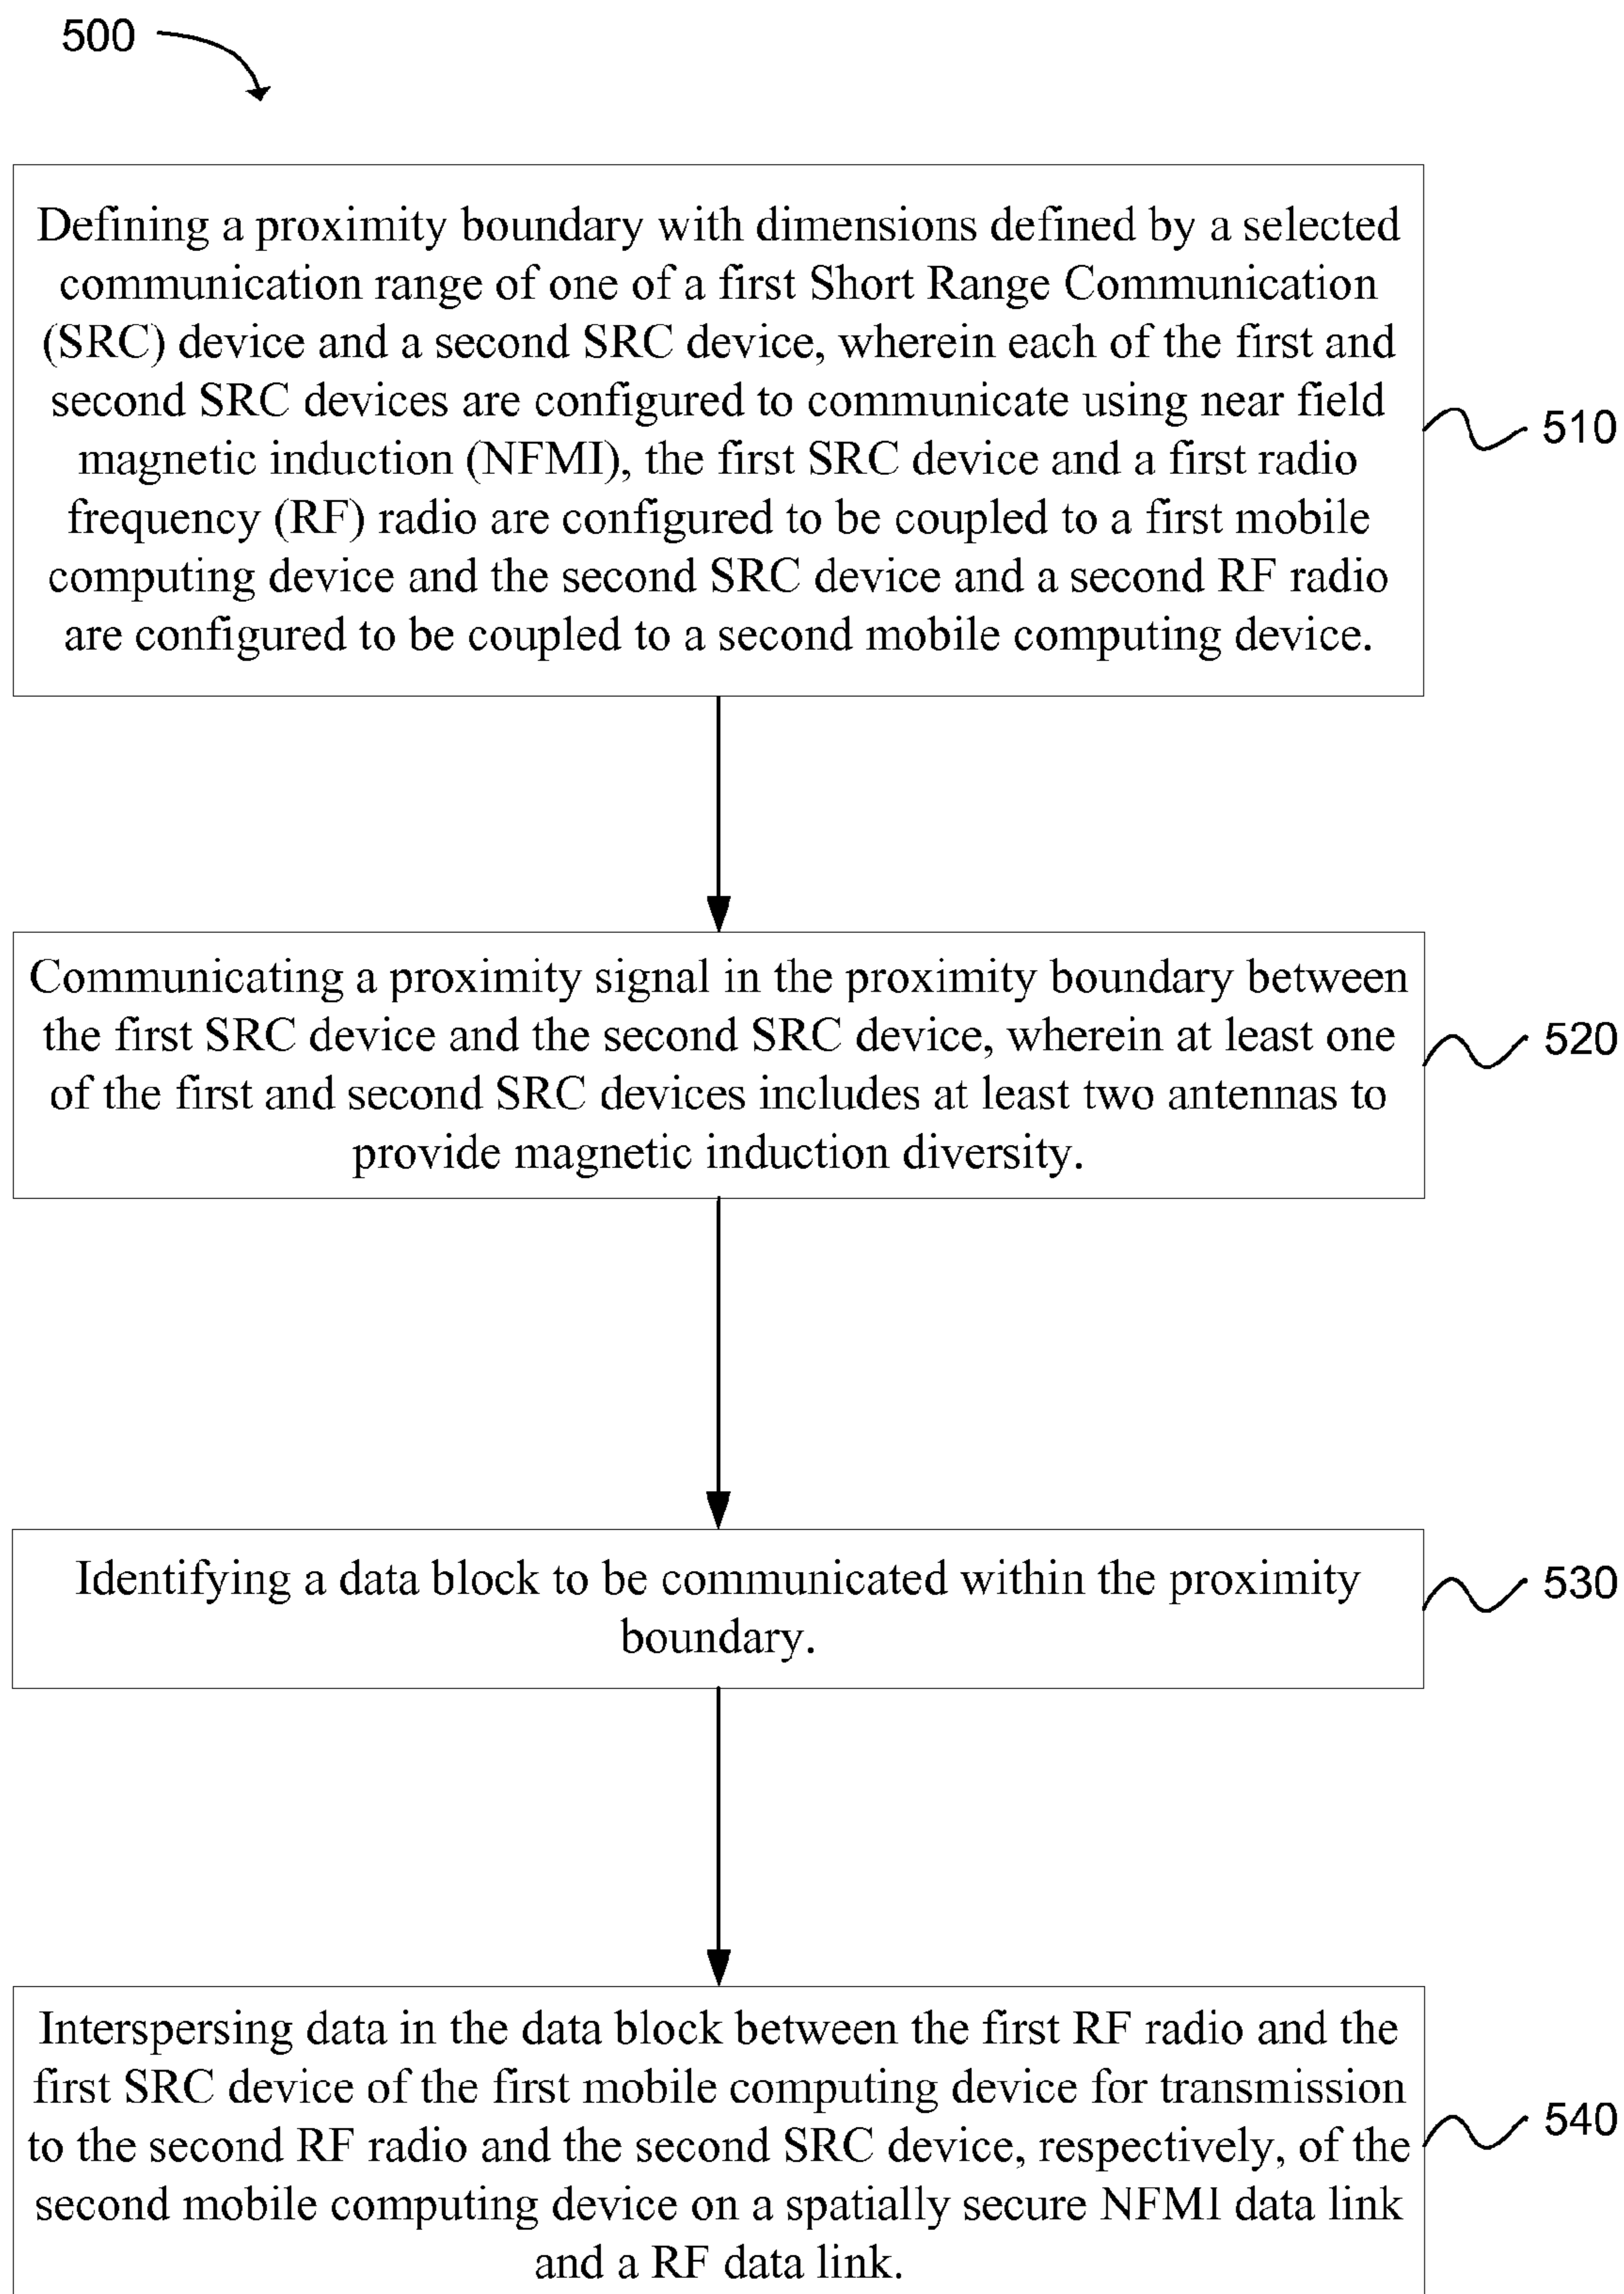 500
Defining a proximity boundary with dimensions defined by a selected
communication range of one of a first Short Range Communication
(SRC) device and a second SRC device, wherein each of the first and
second SRC devices are configured to communicate using near field
magnetic induction (NFMI), the first SRC device and a first radio
frequency (RF) radio are configured to be coupled to a first mobile
computing device and the second SRC device and a second RF radio
are configured to be coupled to a second mobile computing device.
510
Communicating a proximity signal in the proximity boundary between
the first SRC device and the second SRC device, wherein at least one
of the first and second SRC devices includes at least two antennas to
provide magnetic induction diversity.
520
Identifying a data block to be communicated within the proximity
boundary.
530
Interspersing data in the data block between the first RF radio and the
first SRC device of the first mobile computing device for transmission
to the second RF radio and the second SRC device, respectively, of the
second mobile computing device on a spatially secure NFMI data link
and a RF data link.
540